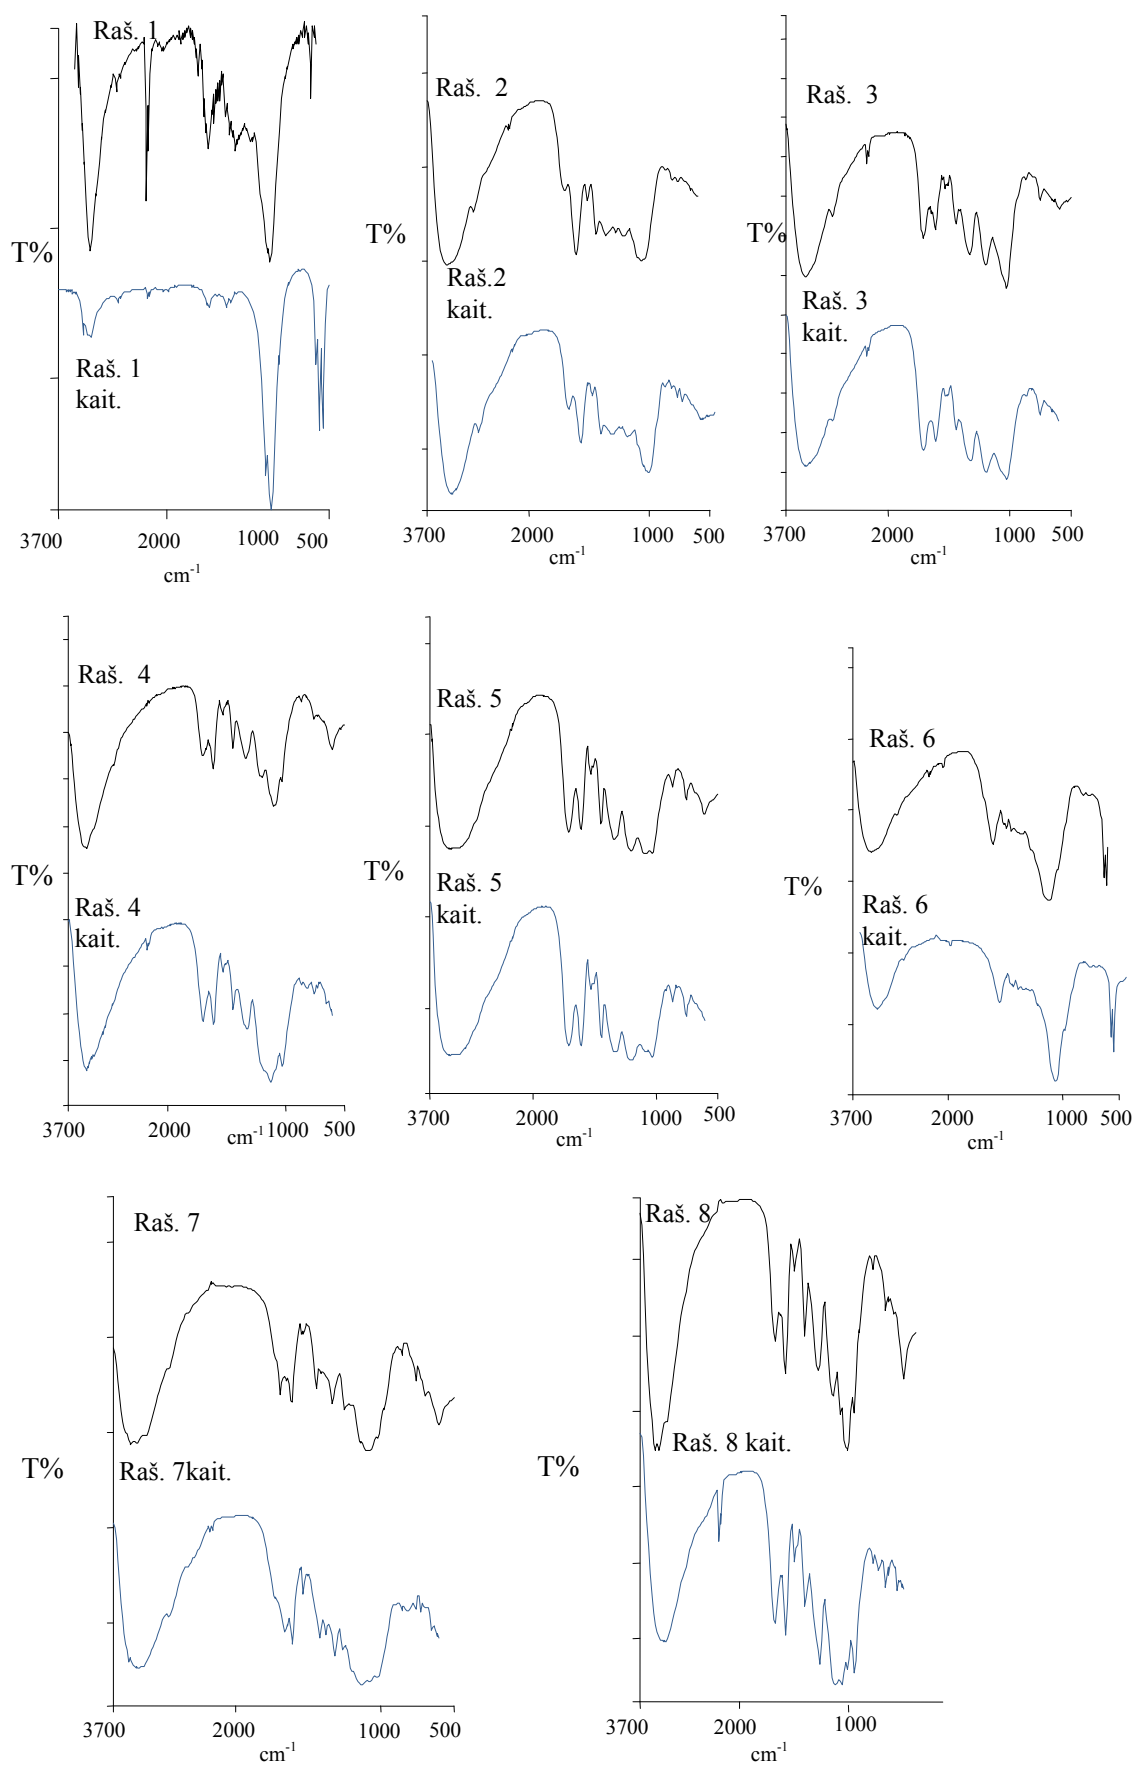 Raš. 1
T%
Raš. 1
kait.
3700
2000
1000
500
cm-1
Raš. 2
T%
Raš.2
kait.
3700
2000
1000
500
cm-1
Raš. 3
T%
Raš. 3
kait.
3700
2000
1000
500
cm-1
Raš. 4
T%
Raš. 4
kait.
3700
2000
cm-1
1000
500
Raš. 5
T%
Raš. 5
kait.
3700
2000
1000
500
cm-1
Raš. 6
T%
Raš. 6
kait.
3700
2000
1000
500
cm-1
Raš. 7
T%
Raš. 7kait.
3700
2000
1000
500
cm-1
Raš. 8
T%
Raš. 8 kait.
3700
2000
1000
cm-1